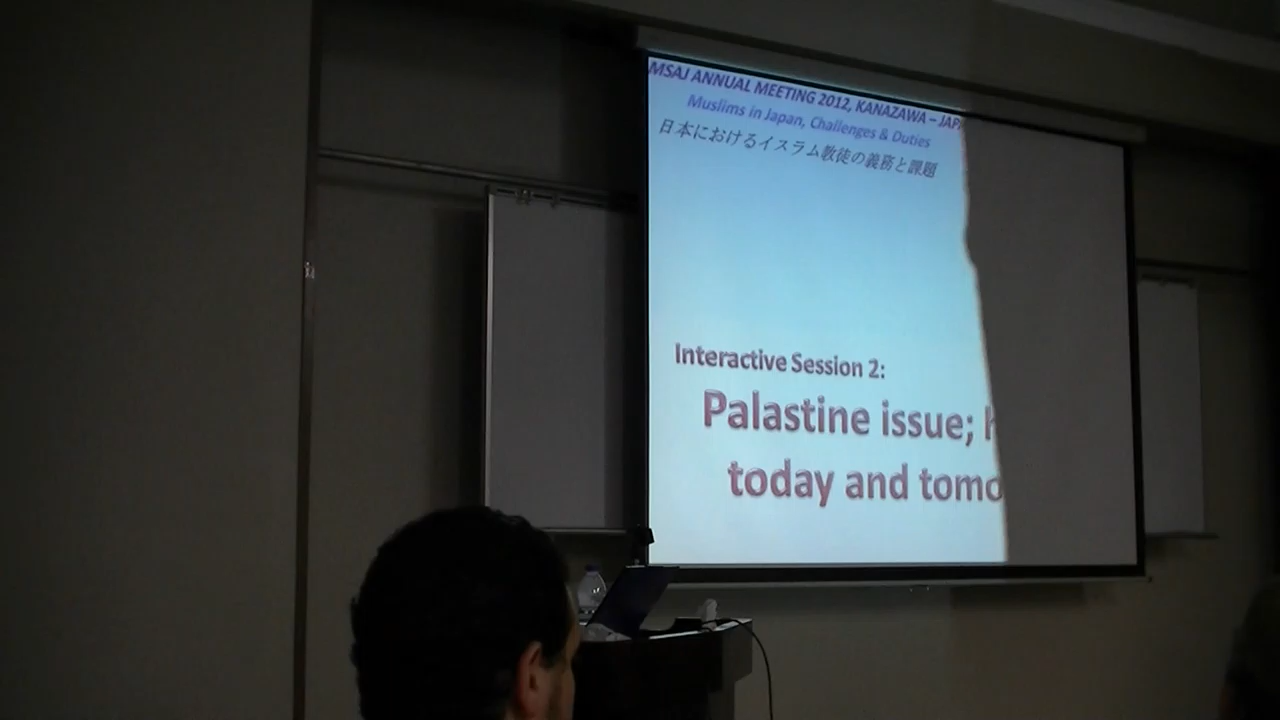 MSAJ ANNUAL MEETING 2012, KANAZAWA – JAP
Muslims in Japan, Challenges & Duties
日本におけるイスラム教徒の義務と課題
Interactive Session 2:
Palastine issue; h
today and tomo